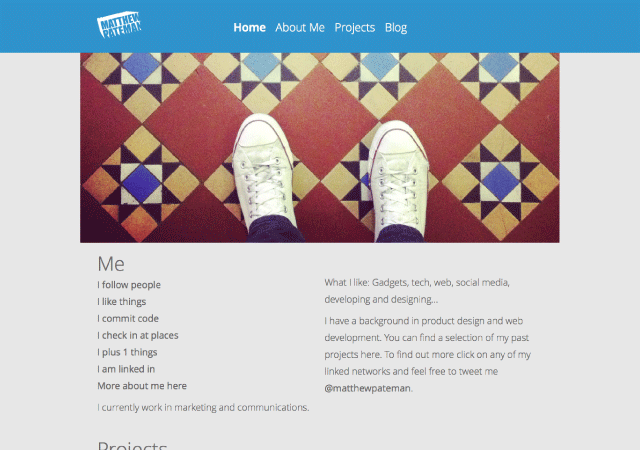 MATTHEW
PATEMAN
Home About Me Projects Blog
Me
I follow people
I like things
I commit code
I check in at places
I plus 1 things
I am linked in
More about me here
I currently work in marketing and communications.
What I like: Gadgets, tech, web, social media,
developing and designing...
I have a background in product design and web
development. You can find a selection of my past
projects here. To find out more click on any of my
linked networks and feel free to tweet me
@matthewpateman.
Projects